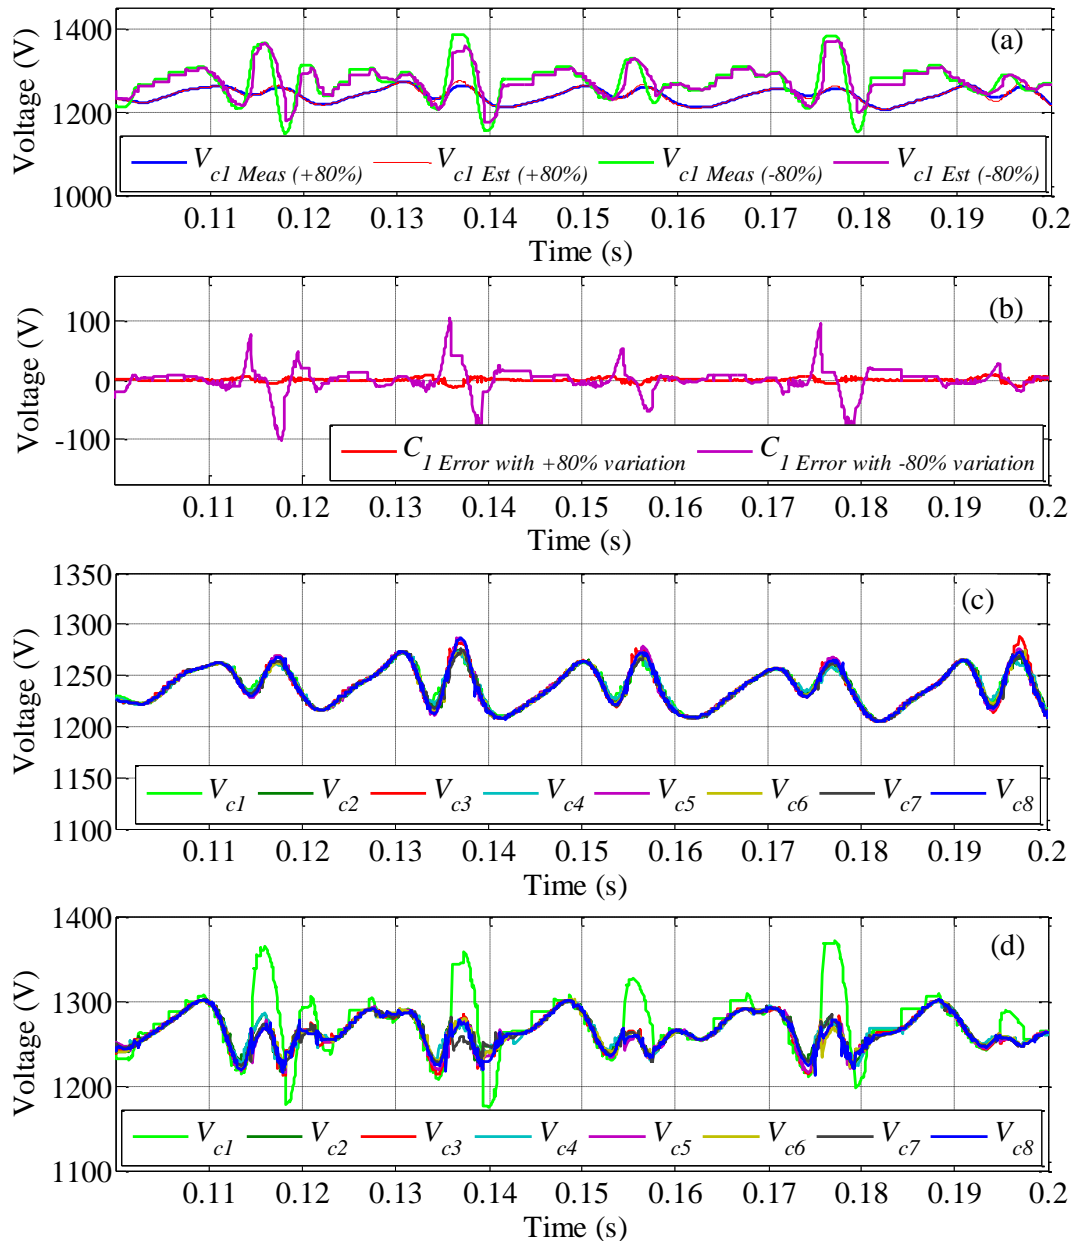 (a)
Voltage (V)
1400
1200
1000
V c1 Meas (+80%) V c1 Est (+80%) V c1 Meas (-80%) V c1 Est (-80%)
0.11 0.12 0.13 0.14 0.15 0.16 0.17 0.18 0.19 0.2
Time (s)
(b)
Voltage (V)
100
0
-100
C 1 Error with +80% variation C 1 Error with -80% variation
0.11 0.12 0.13 0.14 0.15 0.16 0.17 0.18 0.19 0.2
Time (s)
(c)
Voltage (V)
1350
1300
1250
1200
1150
1100
V c1 V c2 V c3 V c4 V c5 V c6 V c7 V c8
0.11 0.12 0.13 0.14 0.15 0.16 0.17 0.18 0.19 0.2
Time (s)
(d)
Voltage (V)
1400
1300
1200
1100
V c1 V c2 V c3 V c4 V c5 V c6 V c7 V c8
0.11 0.12 0.13 0.14 0.15 0.16 0.17 0.18 0.19 0.2
Time (s)